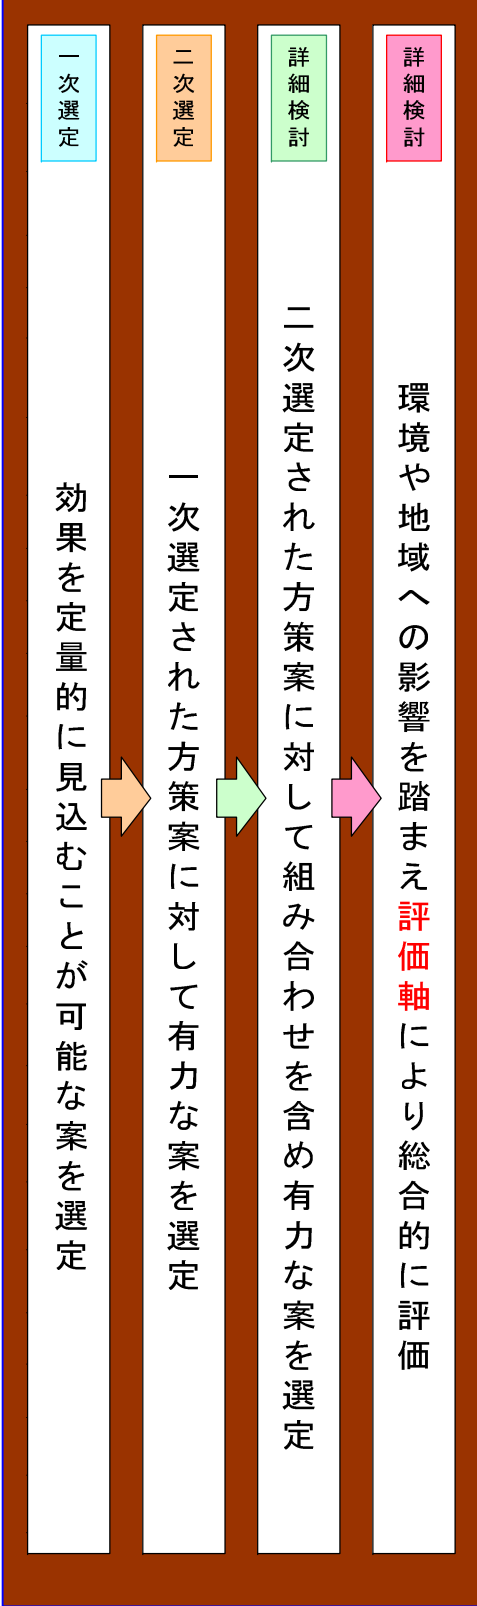 一次選定
効果を定量的に見込むことが可能な案を選定
二次選定
一次選定された方策案に対して有力な案を選定
詳細検討
二次選定された方策案に対して組み合わせを含め有力な案を選定
詳細検討
環境や地域への影響を踏まえ評価軸により総合的に評価